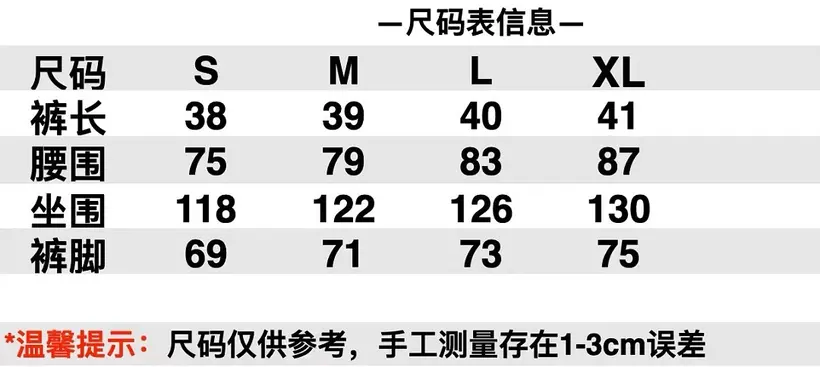 —尺码表信息—
尺码 S M L XL
裤长 38 39 40 41
腰围 75 79 83 87
坐围 118 122 126 130
裤脚 69 71 73 75
*温馨提示：尺码仅供参考，手工测量存在1-3cm误差